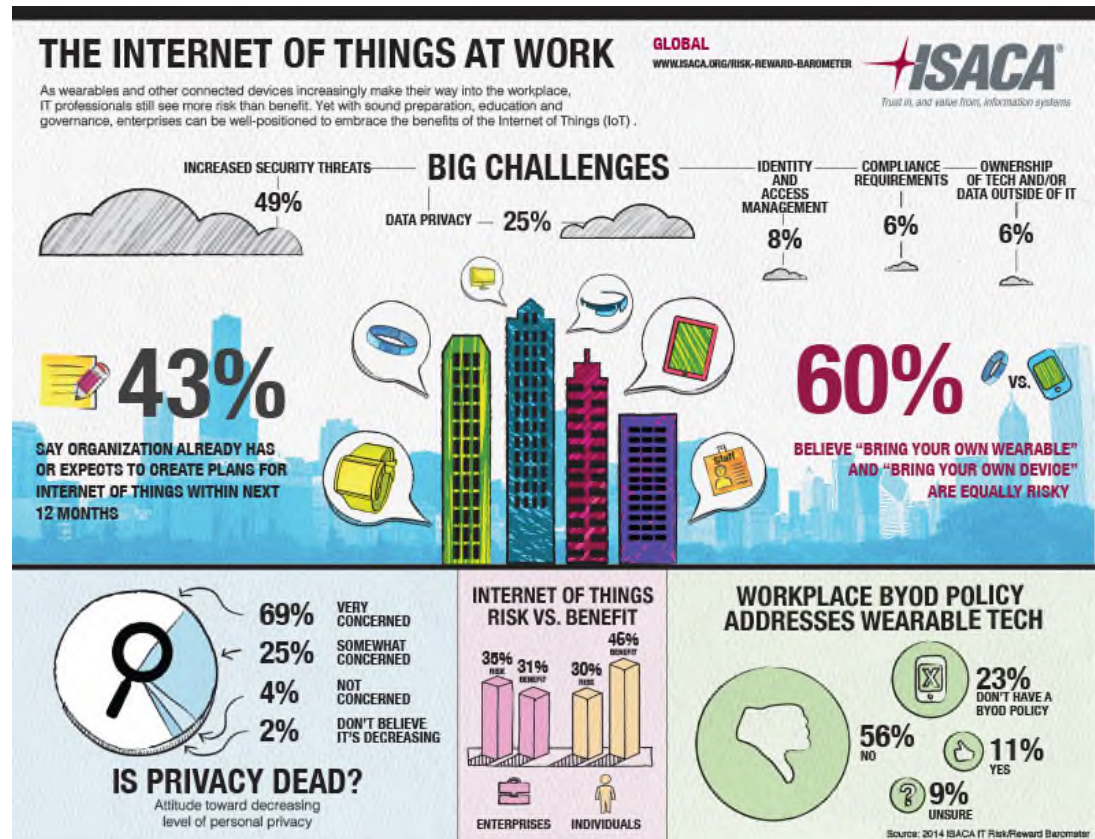 THE INTERNET OF THINGS AT WORK
GLOBAL
WWW.ISACA.ORG/RISK-REWARD-BAROMETER
ISACA®
Trust in, and value from, information systems
As wearables and other connected devices increasingly make their way into the workplace,
IT professionals still see more risk than benefit. Yet with sound preparation, education and
governance, enterprises can be well-positioned to embrace the benefits of the Internet of Things (IoT) .
BIG CHALLENGES
INCREASED SECURITY THREATS
49%
DATA PRIVACY
25%
IDENTITY
AND
ACCESS
MANAGEMENT
8%
COMPLIANCE
REQUIREMENTS
6%
OWNERSHIP
OF TECH AND/OR
DATA OUTSIDE OF IT
6%
43%
SAY ORGANIZATION ALREADY HAS
OR EXPECTS TO CREATE PLANS FOR
INTERNET OF THINGS WITHIN NEXT
12 MONTHS
Staff
60%
VS.
BELIEVE “BRING YOUR OWN WEARABLE”
AND “BRING YOUR OWN DEVICE”
ARE EQUALLY RISKY
69% VERY
CONCERNED
25% SOMEWHAT
CONCERNED
4% NOT
CONCERNED
2% DON'T BELIEVE
IT'S DECREASING
IS PRIVACY DEAD?
Attitude toward decreasing
level of personal privacy
INTERNET OF THINGS
RISK VS. BENEFIT
35%
RISK
31%
BENEFIT
30%
RISK
46%
BENEFIT
ENTERPRISES
INDIVIDUALS
WORKPLACE BYOD POLICY
ADDRESSES WEARABLE TECH
56%
NO
X
23%
DON'T HAVE A
BYOD POLICY
11%
YES
?
9%
UNSURE
Source: 2014 ISACA IT Risk/Reward Barometer